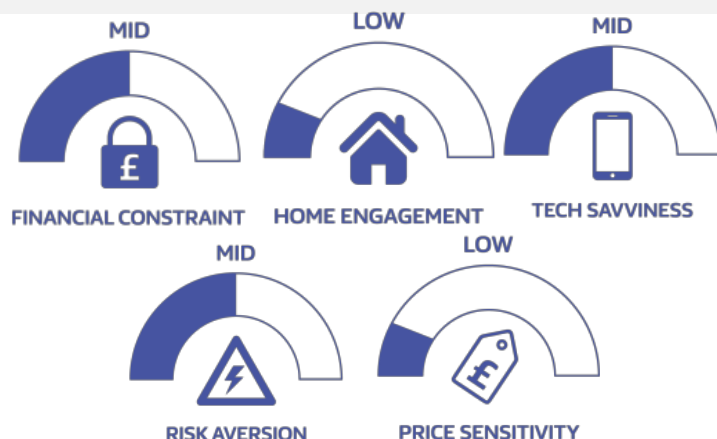 MID
LOW
MID
£
FINANCIAL CONSTRAINT
HOME ENGAGEMENT
TECH SAVVINESS
MID
LOW
£
RISK AVERSION
PRICE SENSITIVITY